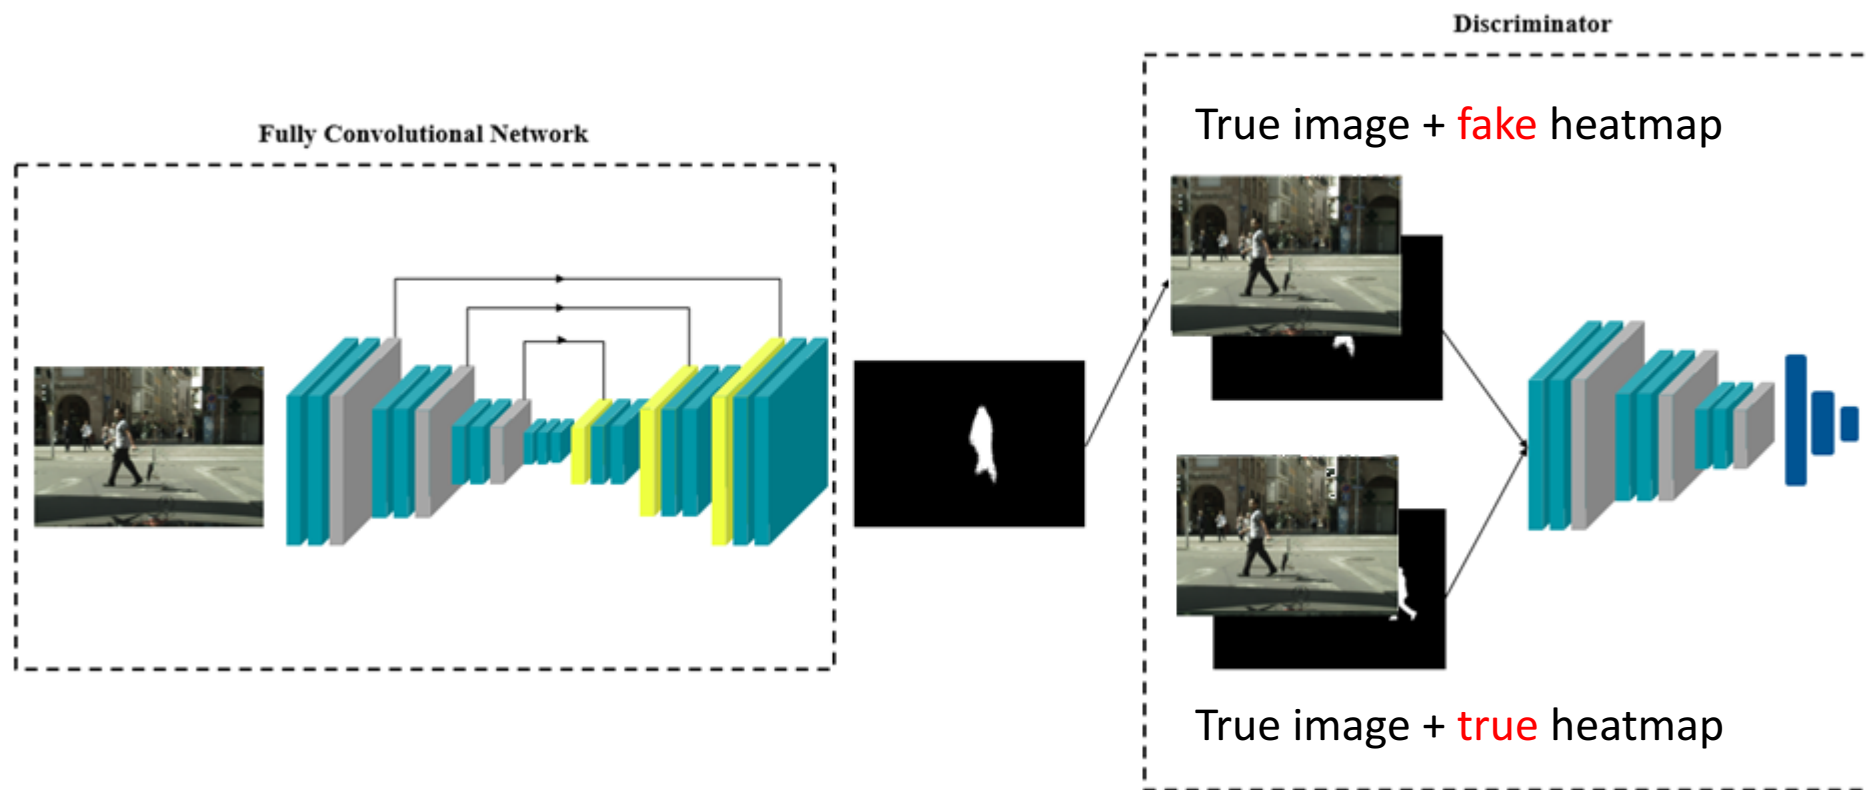 Discriminator
True image + fake heatmap
Fully Convolutional Network
True image + true heatmap